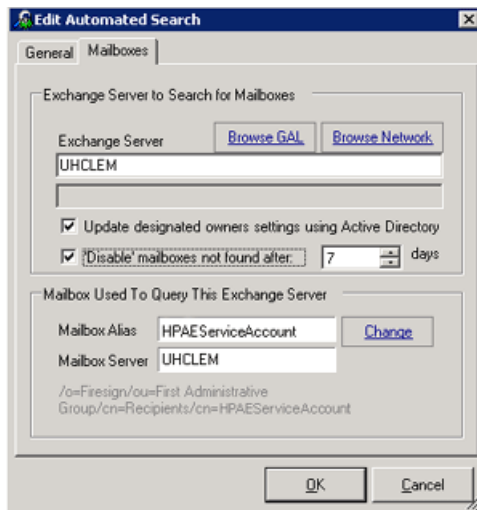 Edit Automated Search
General Mailboxes
Exchange Server to Search for Mailboxes
Exchange Server Browse GAL Browse Network
UHCLEM
Update designated owners settings using Active Directory
'Disable' mailboxes not found after: 7 days
Mailbox Used To Query This Exchange Server
Mailbox Alias HPAEServiceAccount Change
Mailbox Server UHCLEM
/o=Firesign/ou=First Administrative
Group/cn=Recipients/cn=HPAEServiceAccount
OK Cancel